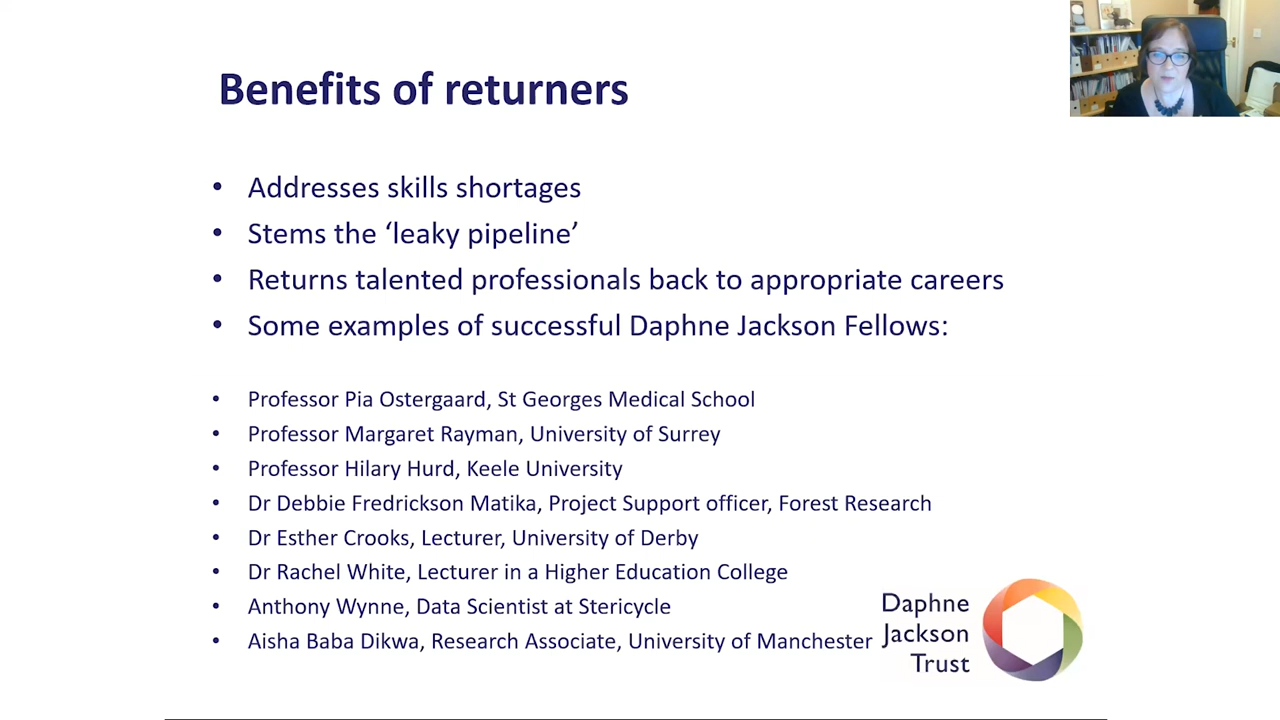 Benefits of returners
• Addresses skills shortages
• Stems the ‘leaky pipeline’
• Returns talented professionals back to appropriate careers
• Some examples of successful Daphne Jackson Fellows:
• Professor Pia Ostergaard, St Georges Medical School
• Professor Margaret Rayman, University of Surrey
• Professor Hilary Hurd, Keele University
• Dr Debbie Fredrickson Matika, Project Support officer, Forest Research
• Dr Esther Crooks, Lecturer, University of Derby
• Dr Rachel White, Lecturer in a Higher Education College
• Anthony Wynne, Data Scientist at Stericycle
• Aisha Baba Dikwa, Research Associate, University of Manchester
Daphne
Jackson
Trust